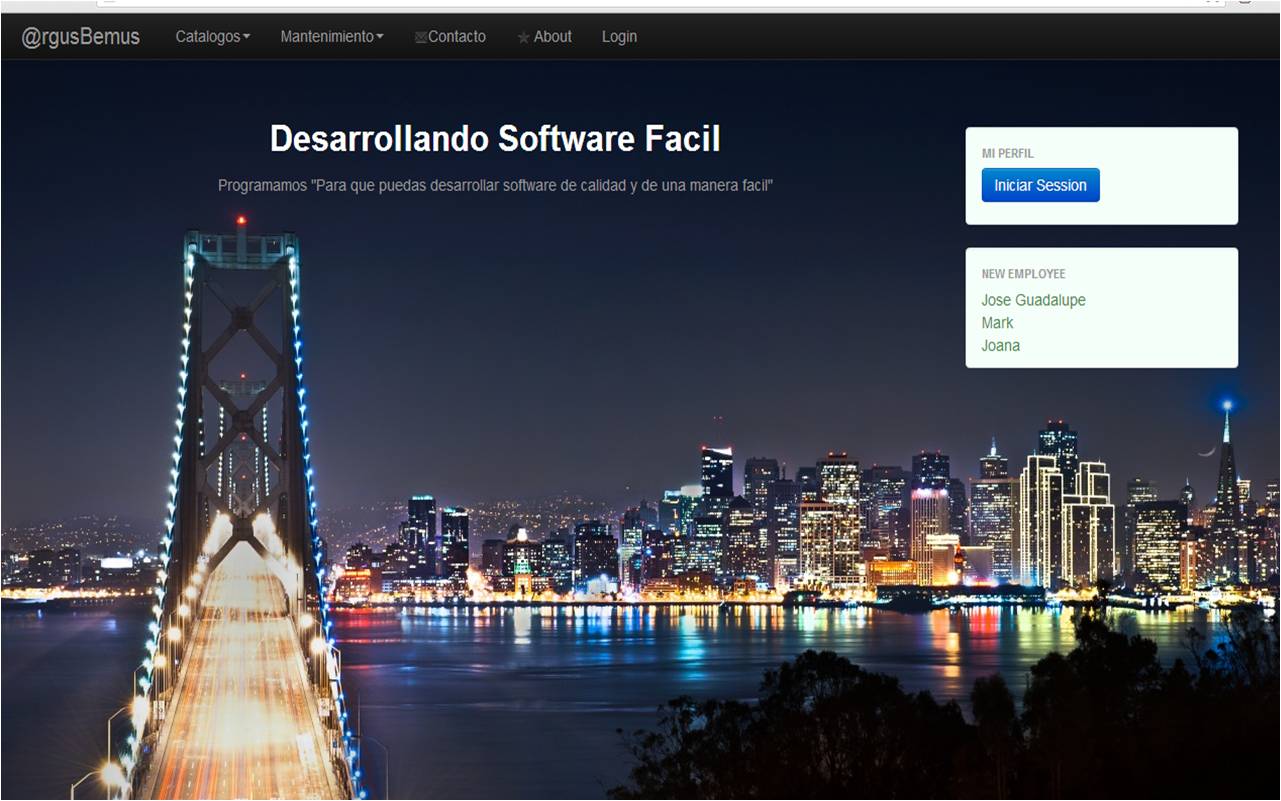 @rgusBemus Catalogos Mantenimiento Contacto About Login
Desarrollando Software Facil
Programamos "Para que puedas desarrollar software de calidad y de una manera facil"
MI PERFIL
Iniciar Session
NEW EMPLOYEE
Jose Guadalupe
Mark
Joana